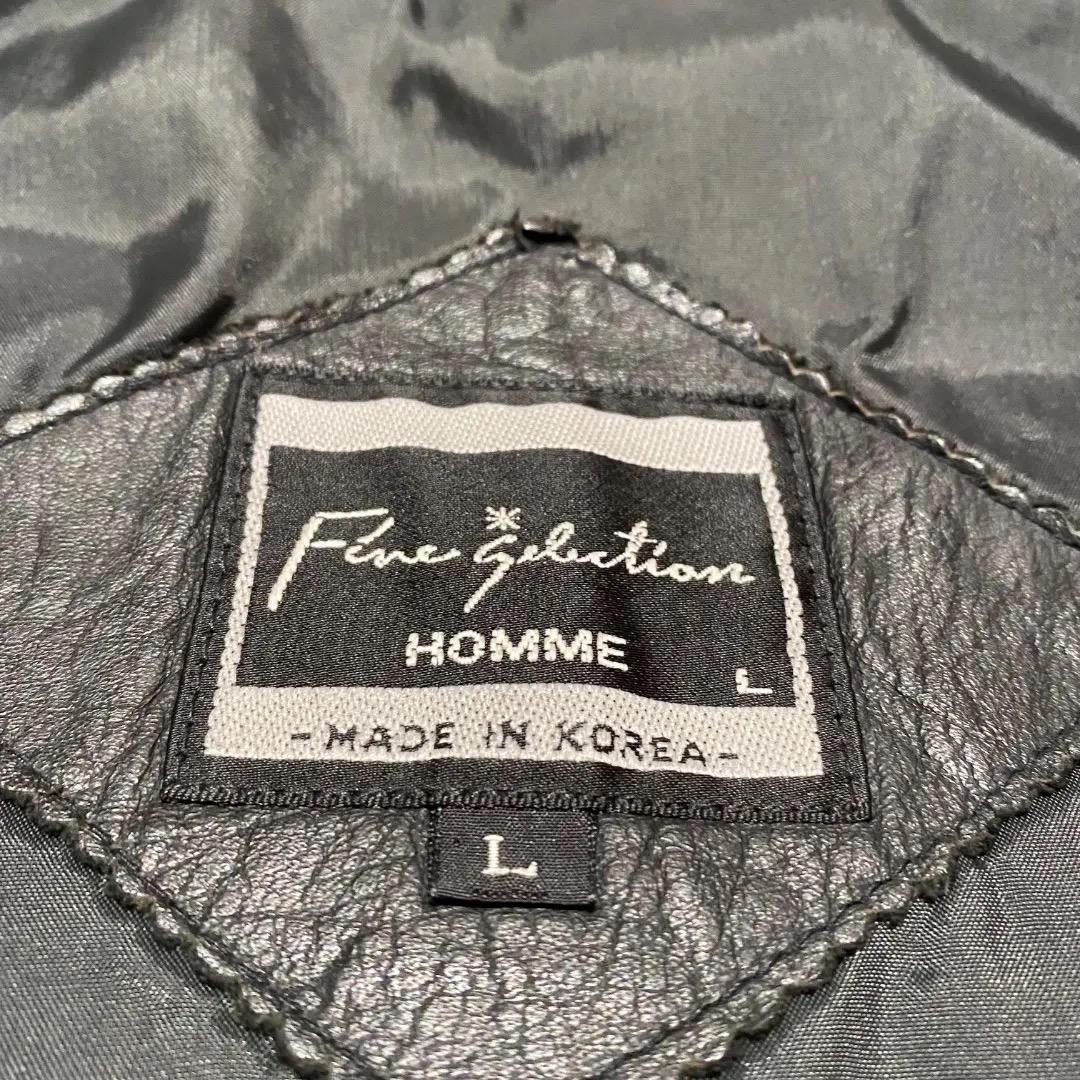 Fine Selection
HOMME
L
- MADE IN KOREA -
L